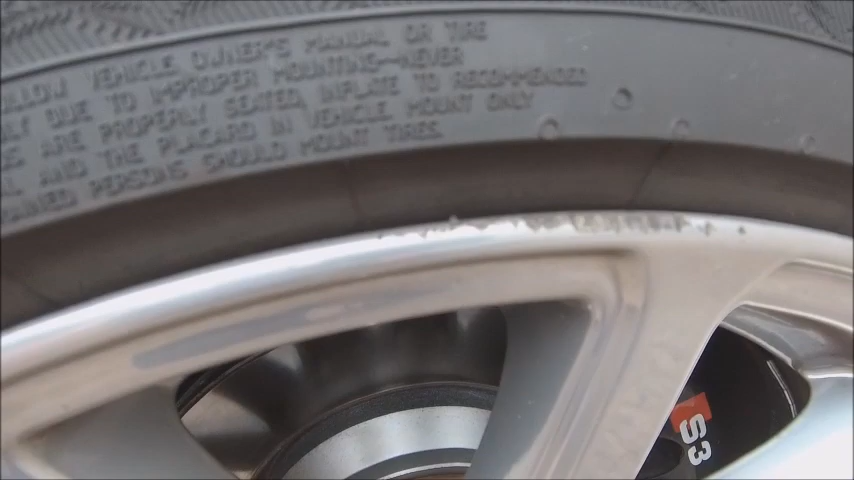 FOLLOW VEHICLE OWNER'S MANUAL OR TIRE
DUE TO IMPROPER MOUNTING—NEVER
ARE PROPERLY SEATED, INFLATE TO RECOMMENDED
AND THE PLACARD IN VEHICLE. MOUNT ONLY
PERSONS SHOULD MOUNT TIRES.
S3